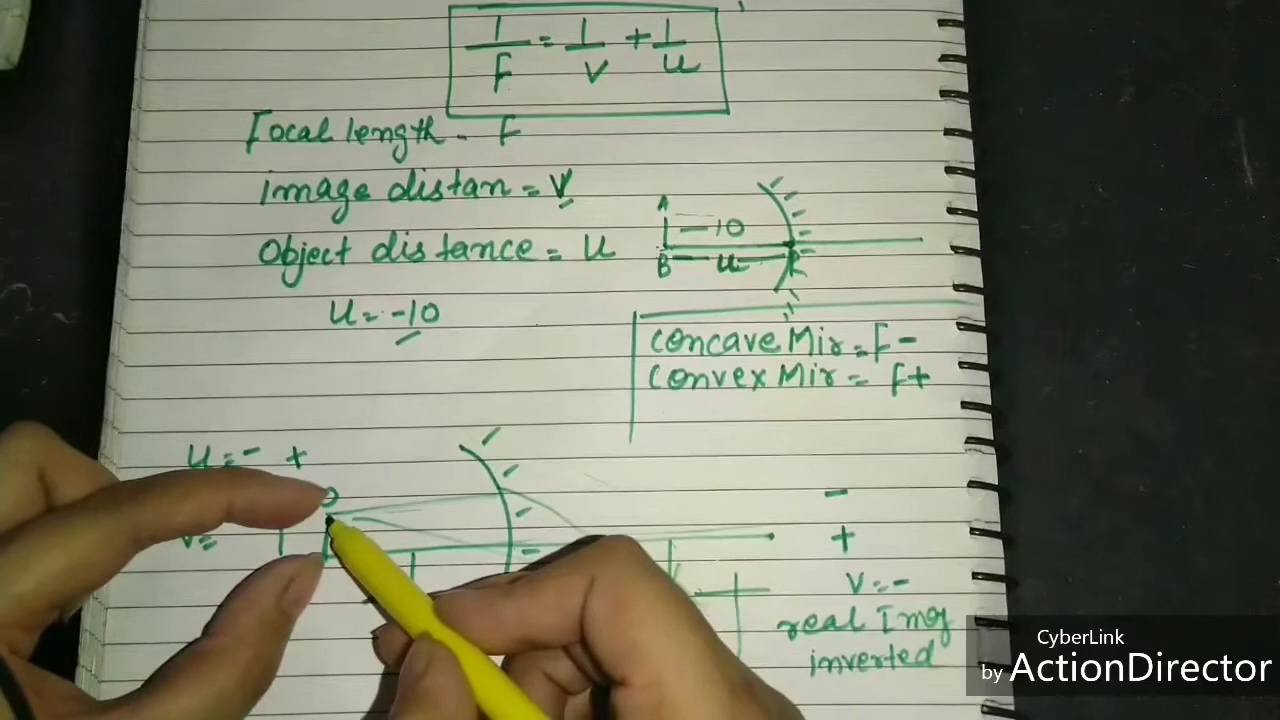 1/F = 1/V + 1/u
Focal length - F
image distan = V
Object distance = u
u = -10
A
-10
B u P
concave Mir = F -
convex Mir = F+
u = - +
-
+
v = -
V = -
real Img
inverted
CyberLink
by ActionDirector